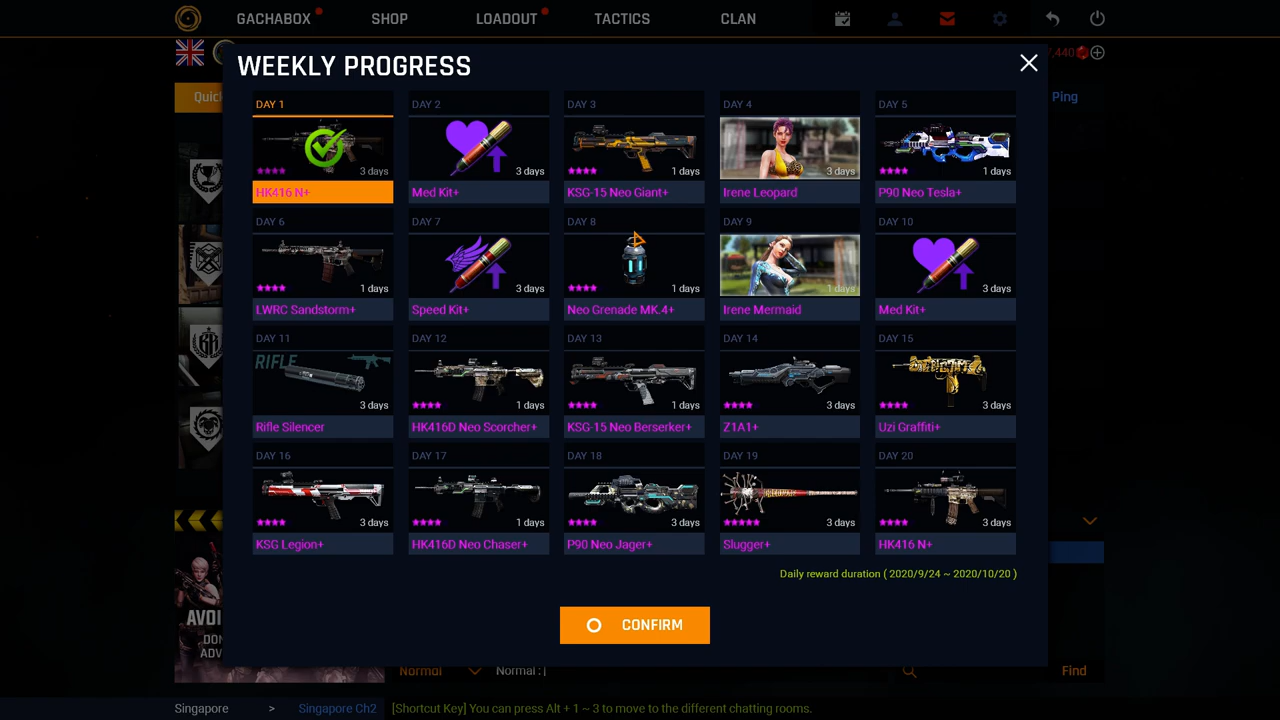 GACHABOX SHOP LOADOUT TACTICS CLAN
WEEKLY PROGRESS
,440
Quic
Ping
DAY 1 DAY 2 DAY 3 DAY 4 DAY 5
3 days 3 days 1 days 3 days 1 days
HK416 N+ Med Kit+ KSG-15 Neo Giant+ Irene Leopard P90 Neo Tesla+
DAY 6 DAY 7 DAY 8 DAY 9 DAY 10
1 days 3 days 1 days 1 days 3 days
LWRC Sandstorm+ Speed Kit+ Neo Grenade MK.4+ Irene Mermaid Med Kit+
DAY 11 DAY 12 DAY 13 DAY 14 DAY 15
RIFLE
3 days 1 days 1 days 3 days 3 days
Rifle Silencer HK416D Neo Scorcher+ KSG-15 Neo Berserker+ Z1A1+ Uzi Graffiti+
DAY 16 DAY 17 DAY 18 DAY 19 DAY 20
3 days 1 days 3 days 3 days 3 days
KSG Legion+ HK416D Neo Chaser+ P90 Neo Jager+ Slugger+ HK416 N+
Daily reward duration ( 2020/9/24 ~ 2020/10/20 )
CONFIRM
AVOI
DON
ADV
Normal Normal : Find
Singapore > Singapore Ch2 [Shortcut Key] You can press Alt + 1 ~ 3 to move to the different chatting rooms.